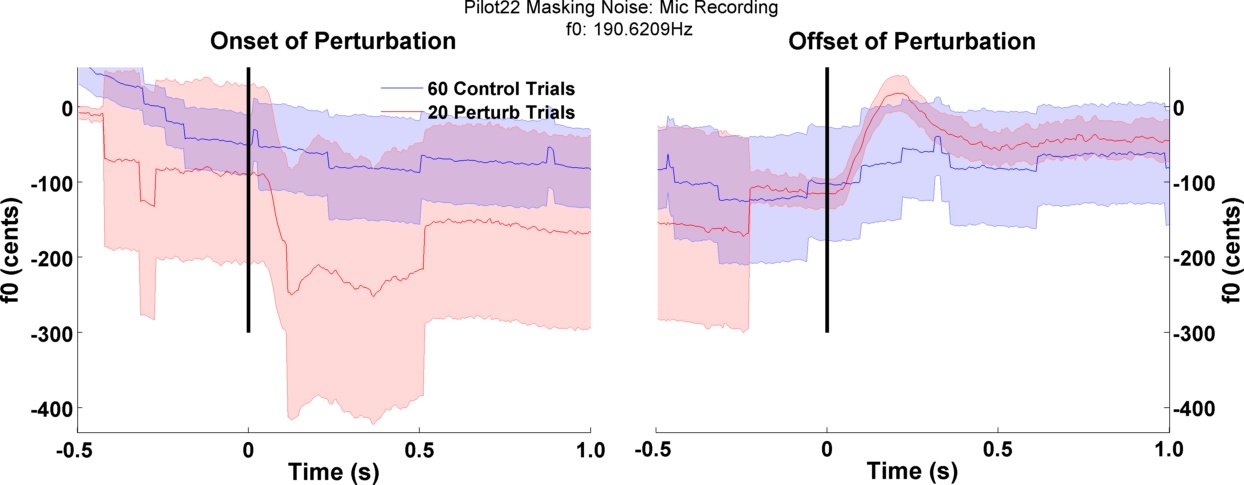 Pilot22 Masking Noise: Mic Recording
f0: 190.6209Hz
Onset of Perturbation
Offset of Perturbation
60 Control Trials
20 Perturb Trials
0
-100
-200
-300
-400
f0 (cents)
-0.5
0
0.5
1.0
Time (s)
0
-100
-200
-300
-400
f0 (cents)
-0.5
0
0.5
1.0
Time (s)